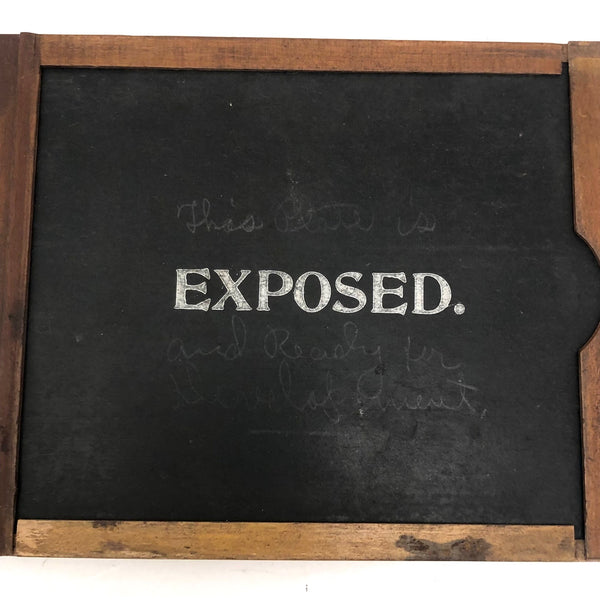 This Plate is
EXPOSED.
and Ready for
Development.